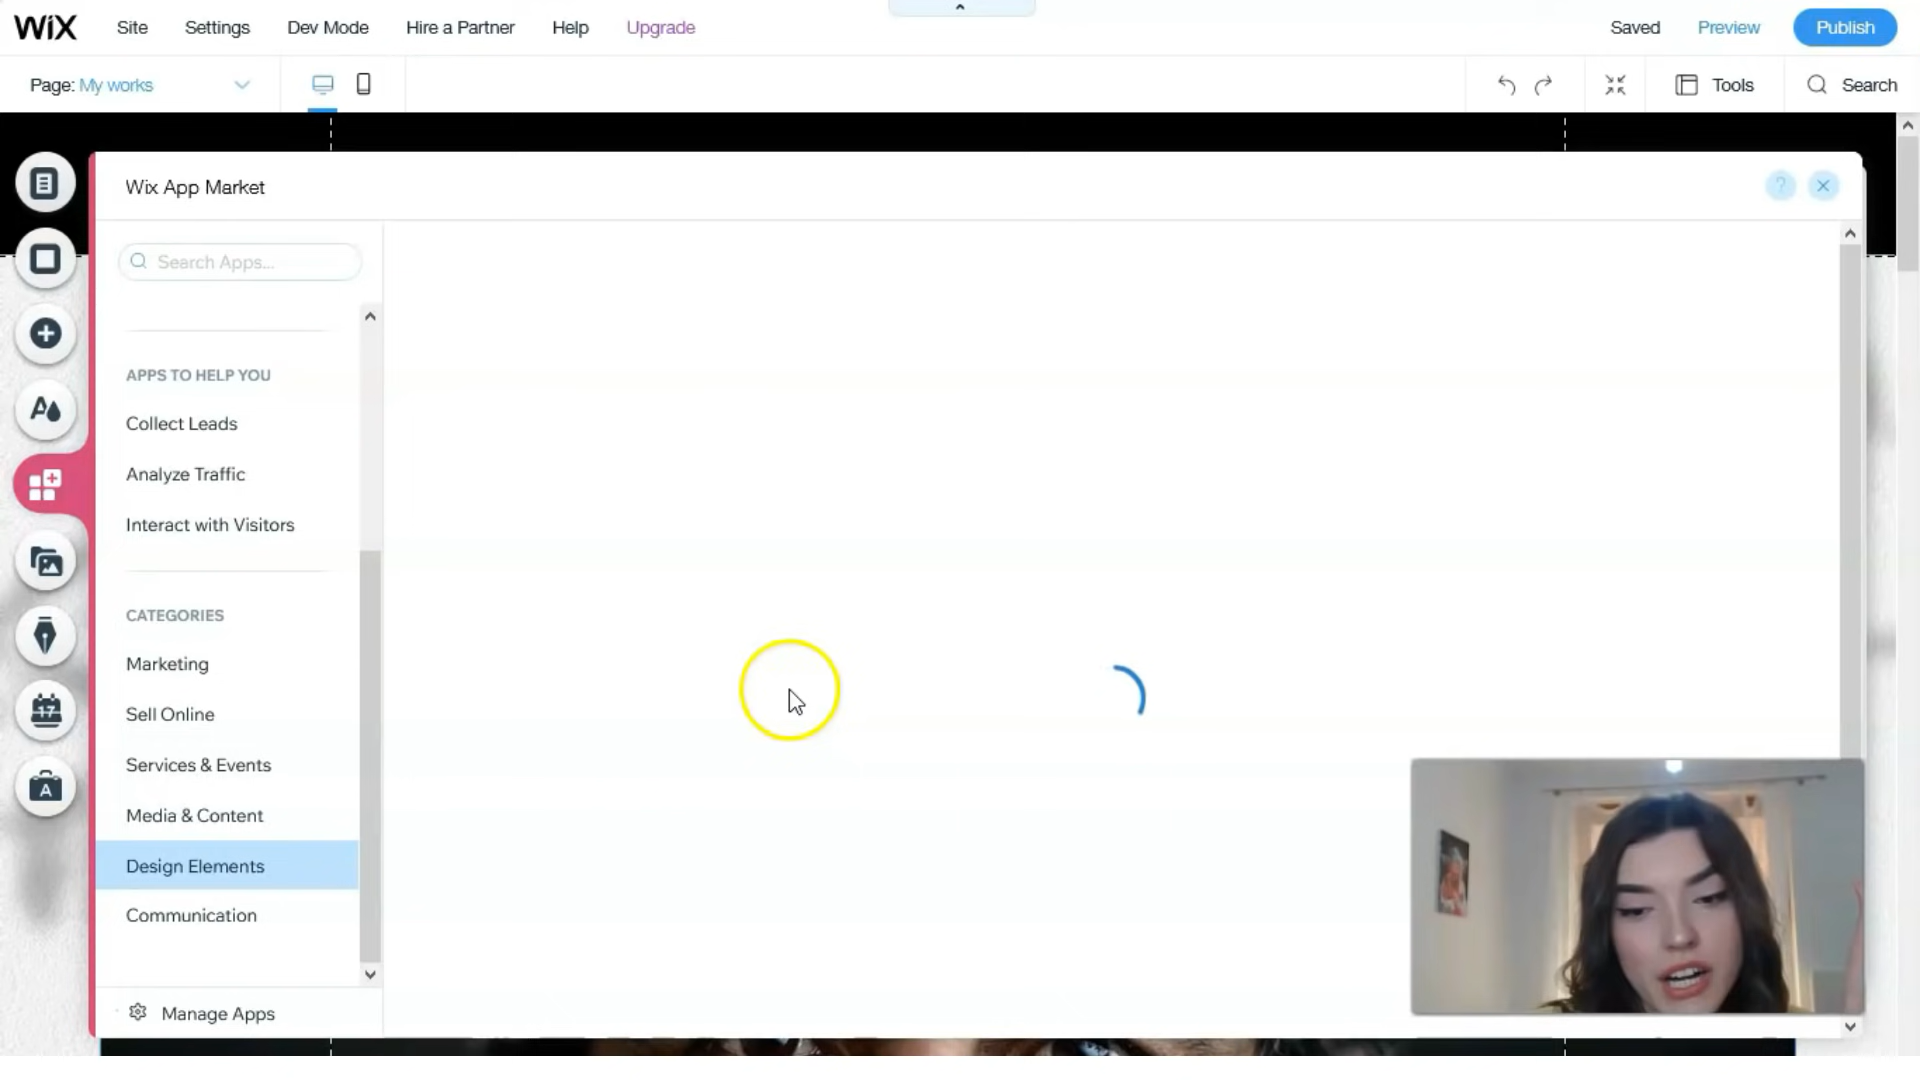 WiX Site Settings Dev Mode Hire a Partner Help Upgrade Saved Preview Publish
Page: My works Tools Search
Wix App Market ?
Search Apps...
APPS TO HELP YOU
Collect Leads
Analyze Traffic
Interact with Visitors
CATEGORIES
Marketing
Sell Online
Services & Events
Media & Content
Design Elements
Communication
Manage Apps
A
17
A